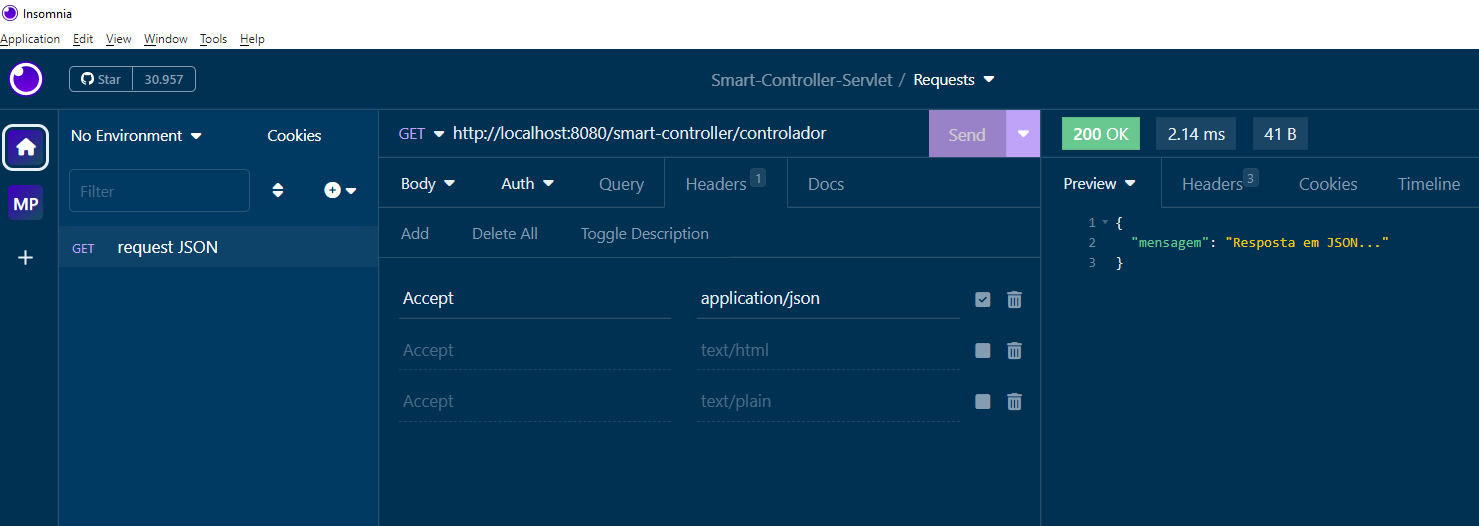 Insomnia
Application Edit View Window Tools Help
Star 30.957
Smart-Controller-Servlet / Requests
No Environment Cookies
GET http://localhost:8080/smart-controller/controlador Send
200 OK 2.14 ms 41 B
Filter
Body Auth Query Headers 1 Docs
Preview Headers 3 Cookies Timeline
MP
GET request JSON
Add Delete All Toggle Description
Accept application/json
Accept text/html
Accept text/plain
1 {
2 "mensagem": "Resposta em JSON..."
3 }